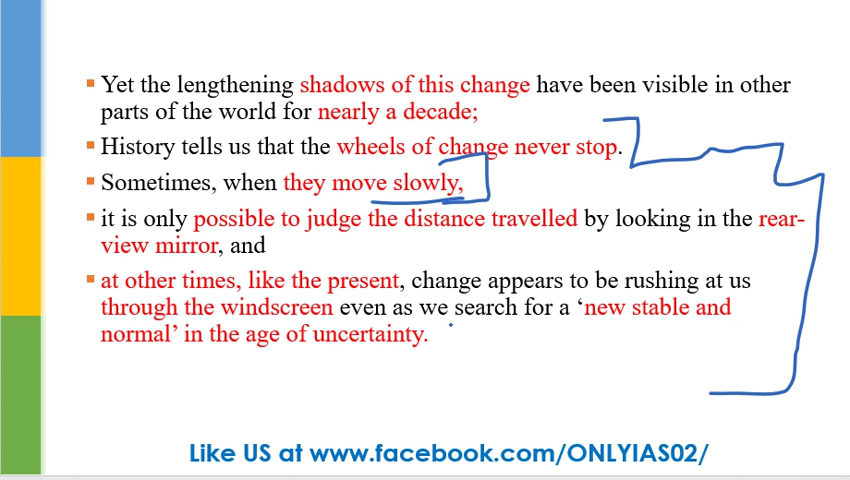 Yet the lengthening shadows of this change have been visible in other
parts of the world for nearly a decade;
History tells us that the wheels of change never stop.
Sometimes, when they move slowly,
it is only possible to judge the distance travelled by looking in the rear-
view mirror, and
at other times, like the present, change appears to be rushing at us
through the windscreen even as we search for a ‘new stable and
normal’ in the age of uncertainty.
Like US at www.facebook.com/ONLYIAS02/